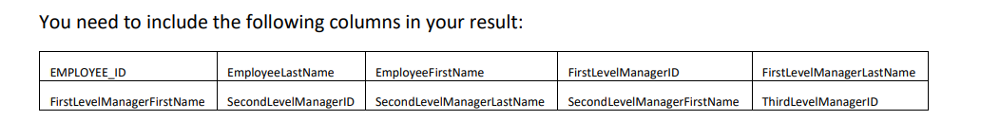 You need to include the following columns in your result:
EMPLOYEE_ID EmployeeLastName EmployeeFirstName FirstLevelManagerID FirstLevelManagerLastName
FirstLevelManagerFirstName SecondLevelManagerID SecondLevelManagerLastName SecondLevelManagerFirstName ThirdLevelManagerID